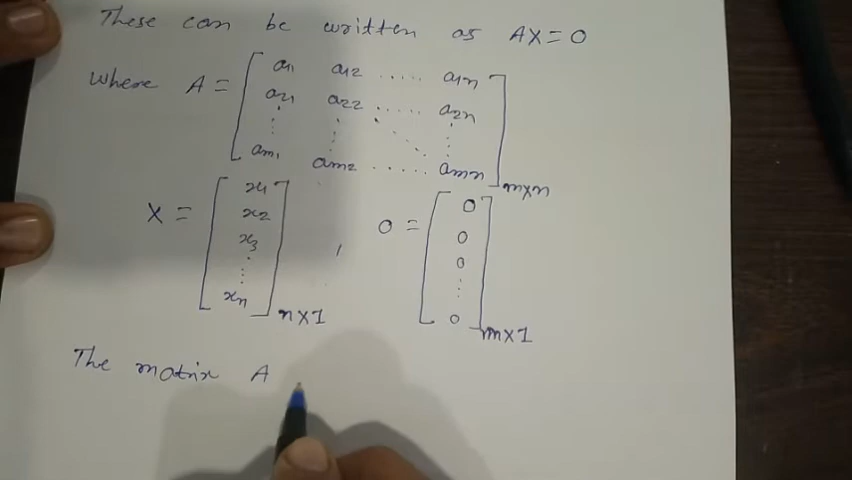 These can be written as AX=0
where A = [ a11 a12 ..... a1n
a21 a22 ..... a2n
am1 am2 ...... amn ] m×n
X = [ x1 x2 x3 ... xn ] n×1 , 0 = [ 0 0 0 ... 0 ] m×1
The matrix A